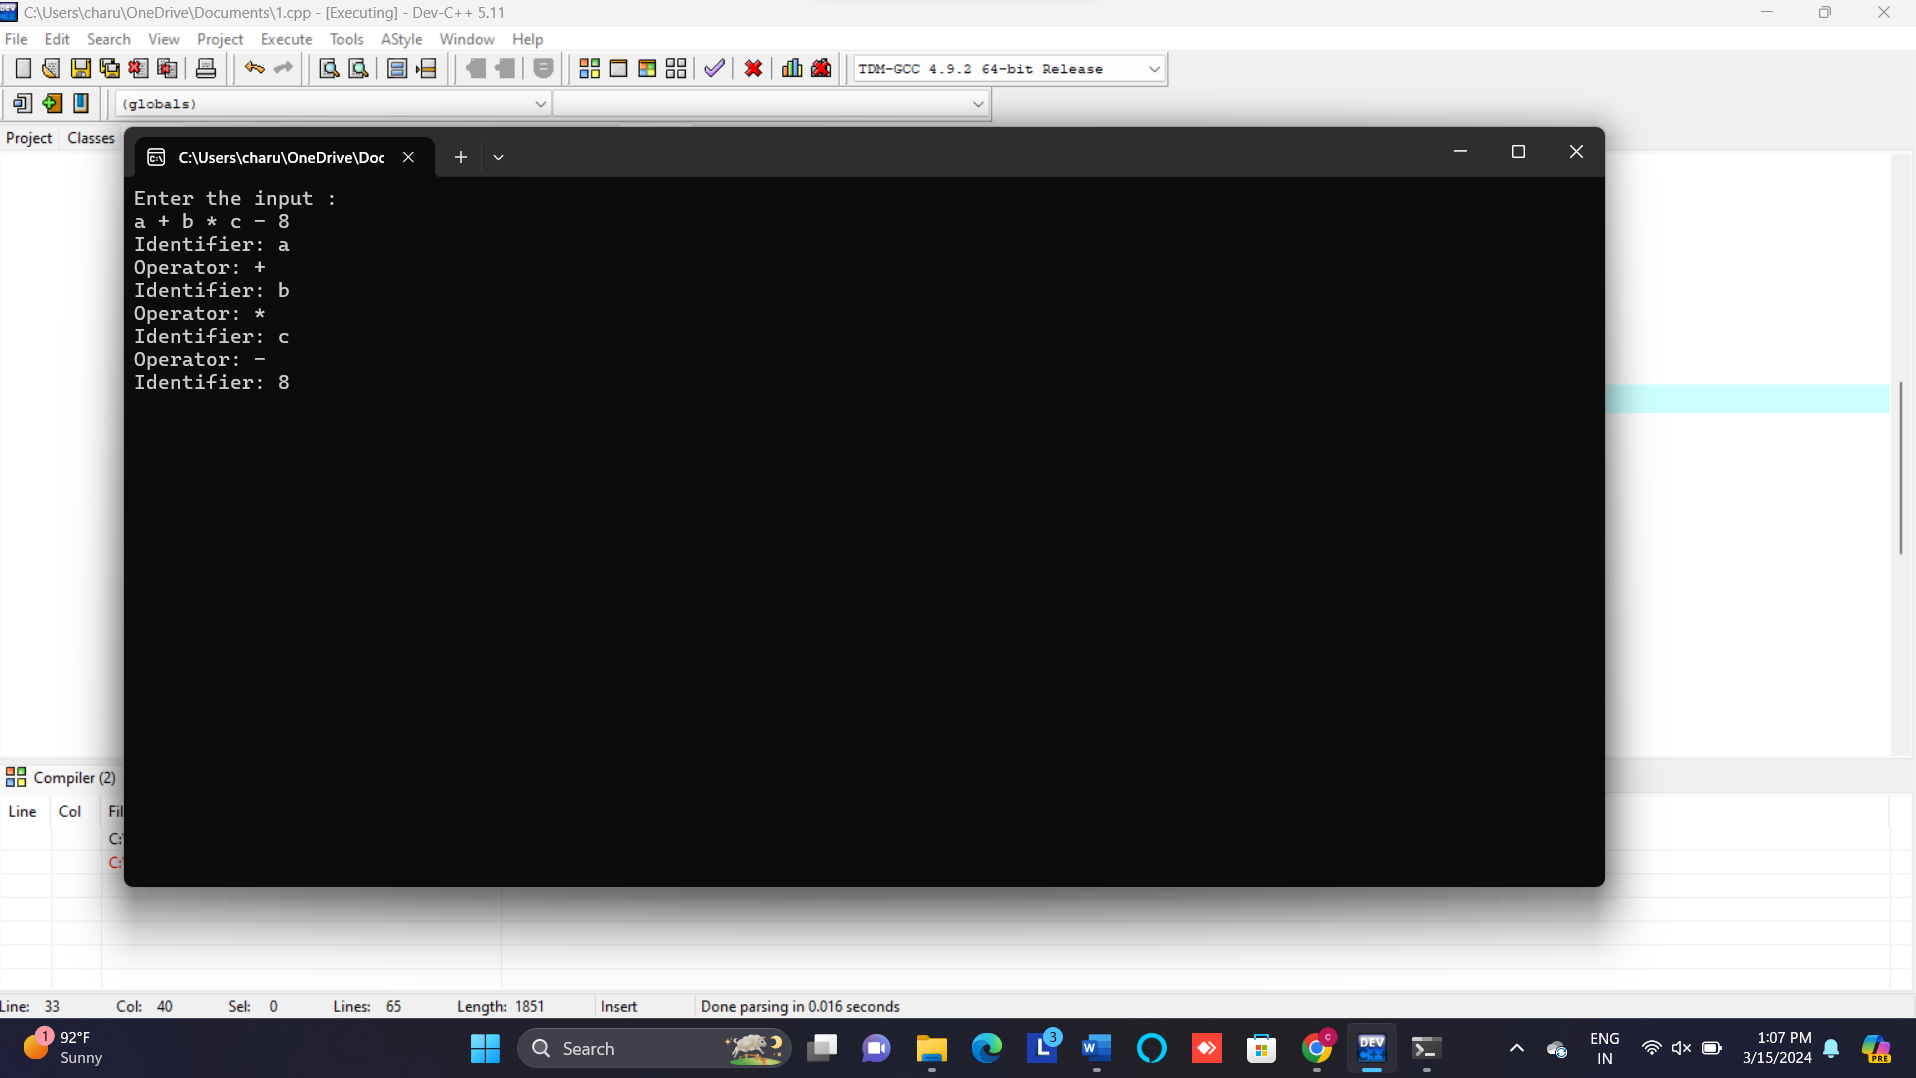 C:\Users\charu\OneDrive\Documents\1.cpp - [Executing] - Dev-C++ 5.11
File Edit Search View Project Execute Tools AStyle Window Help
TDM-GCC 4.9.2 64-bit Release
(globals)
Project Classes
C:\Users\charu\OneDrive\Doc
Enter the input :
a + b * c - 8
Identifier: a
Operator: +
Identifier: b
Operator: *
Identifier: c
Operator: -
Identifier: 8
Compiler (2)
Line Col Fil
C:
C:
Line: 33 Col: 40 Sel: 0 Lines: 65 Length: 1851 Insert Done parsing in 0.016 seconds
1 92°F
Sunny
Search
3
DEV
C++
ENG
IN
1:07 PM
3/15/2024
PRE